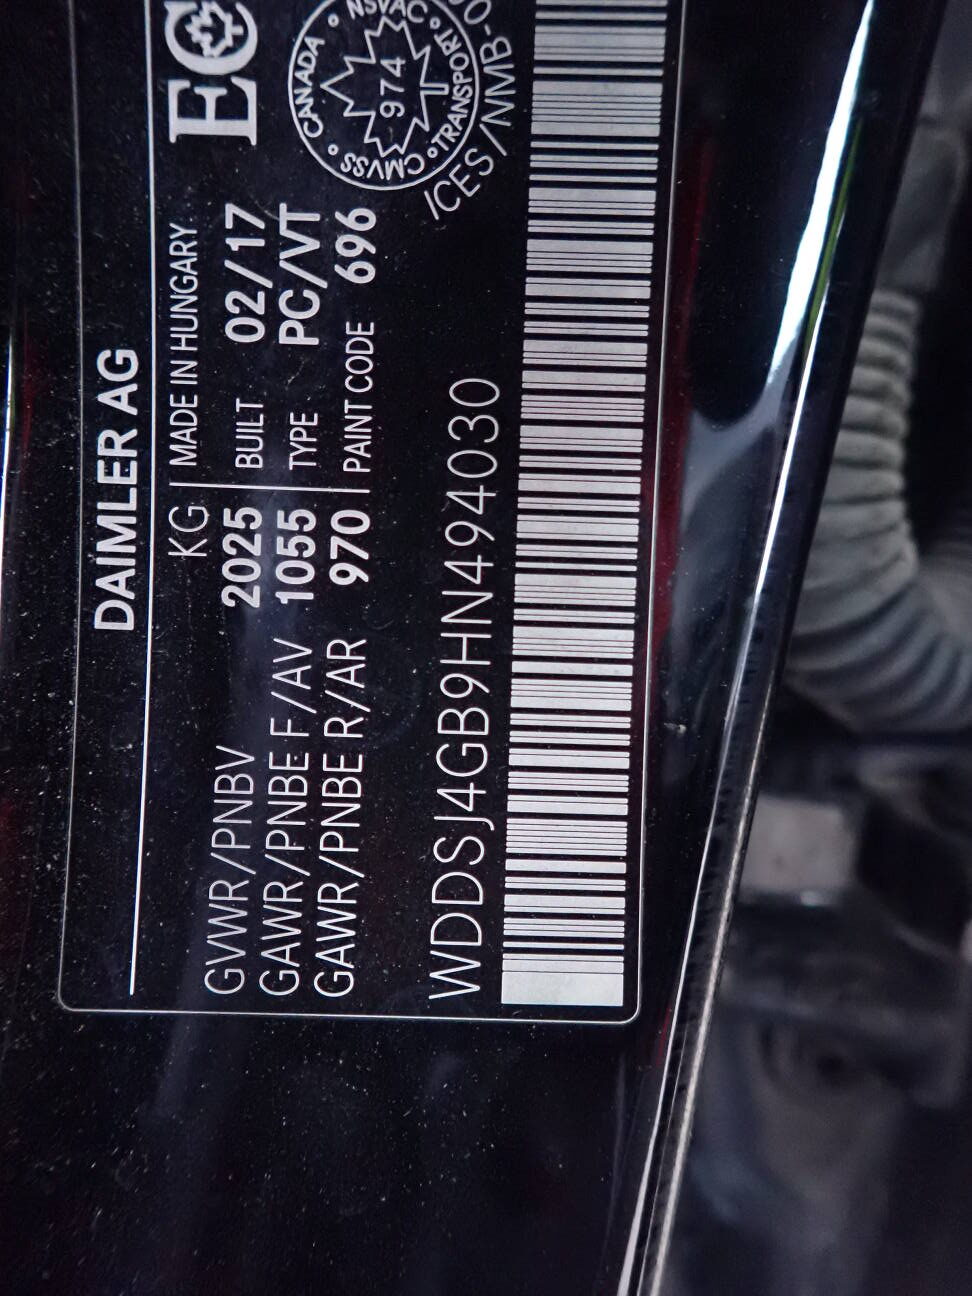 DAIMLER AG
KG MADE IN HUNGARY
GVWR/PNBV 2025 BUILT 02/17
GAWR/PNBE F/AV 1055 TYPE PC/VT
GAWR/PNBE R/AR 970 PAINT CODE 696
WDDSJ4GB9HN494030
CANADA
NSVAC
TRANSPORT
CMVSS
974
ICES/NMB-0